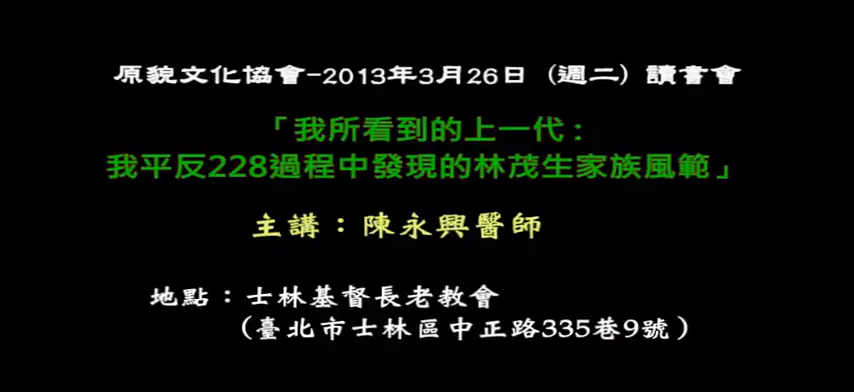 原貌文化協會-2013年3月26日（週二）讀書會
「我所看到的上一代：
我平反228過程中發現的林茂生家族風範」
主講：陳永興醫師
地點：士林基督長老教會
（臺北市士林區中正路335巷9號）